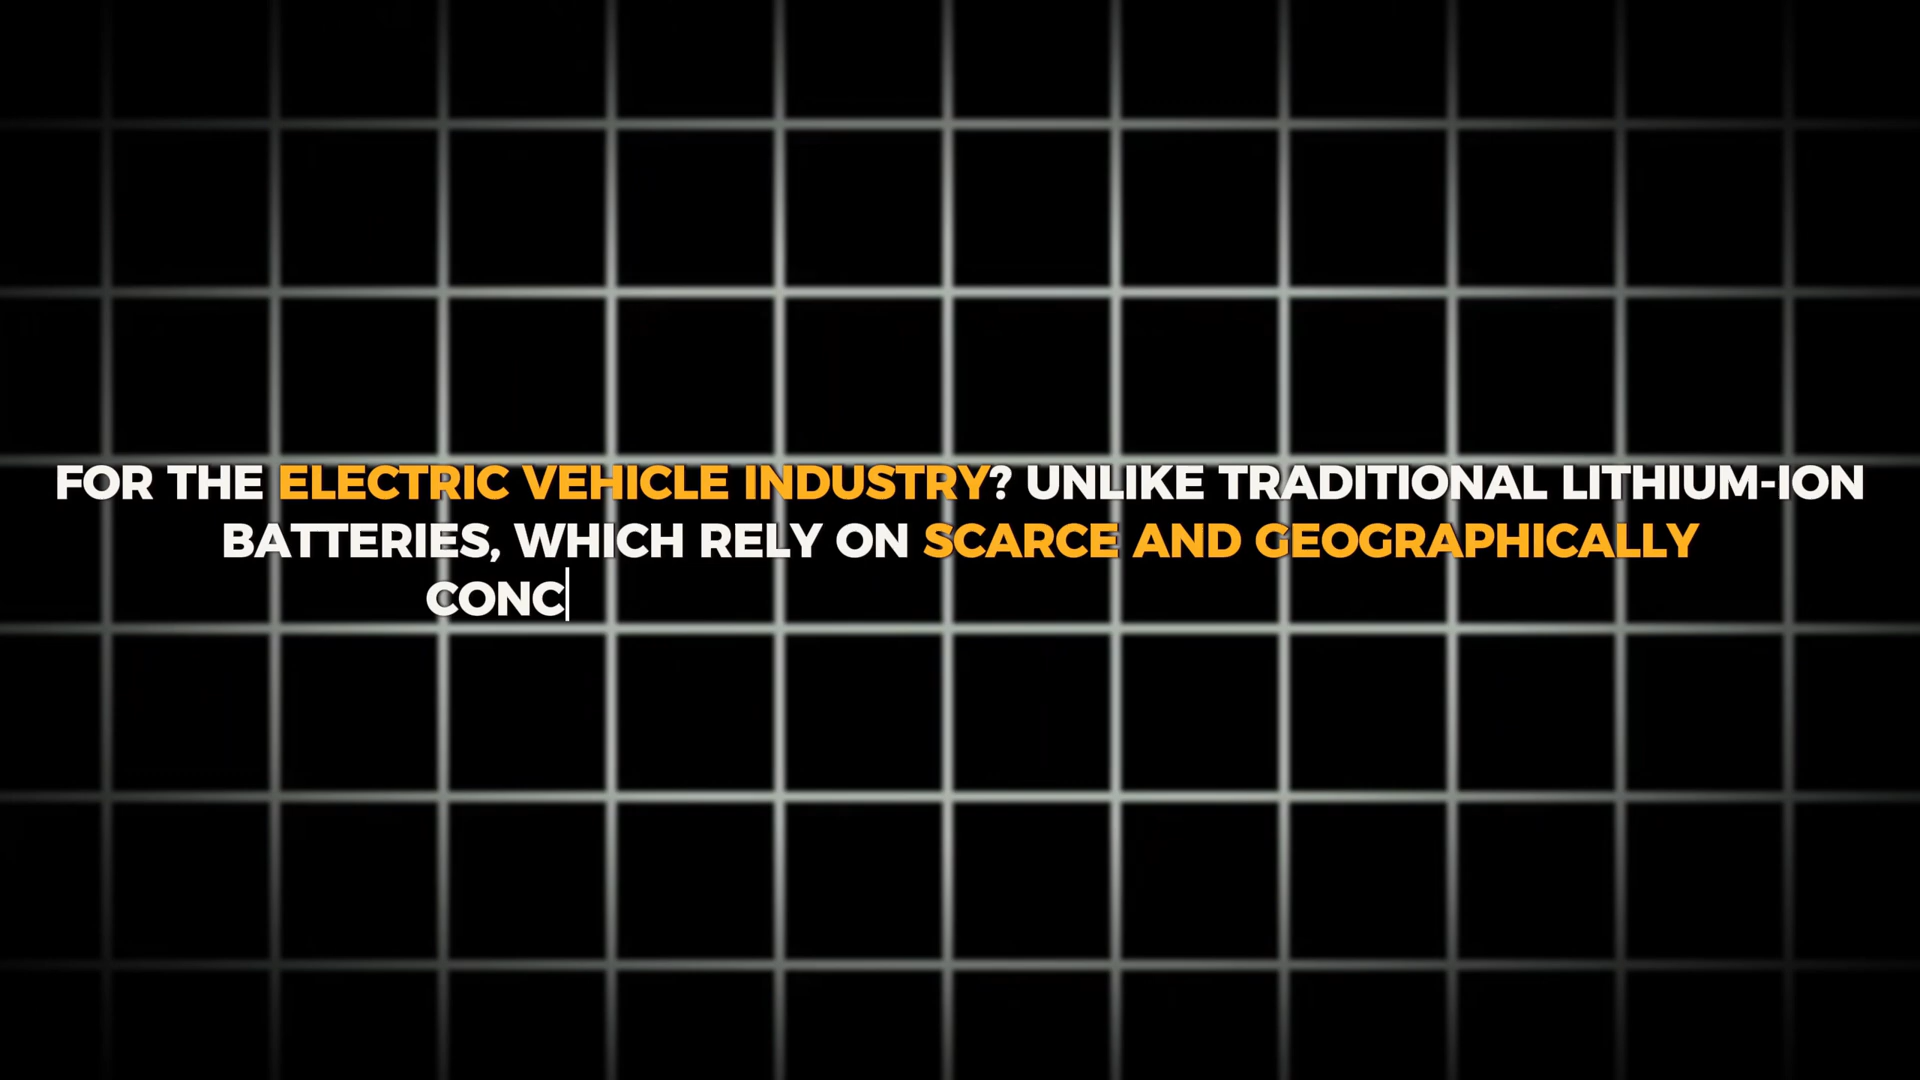 FOR THE ELECTRIC VEHICLE INDUSTRY? UNLIKE TRADITIONAL LITHIUM-ION
BATTERIES, WHICH RELY ON SCARCE AND GEOGRAPHICALLY
CONC